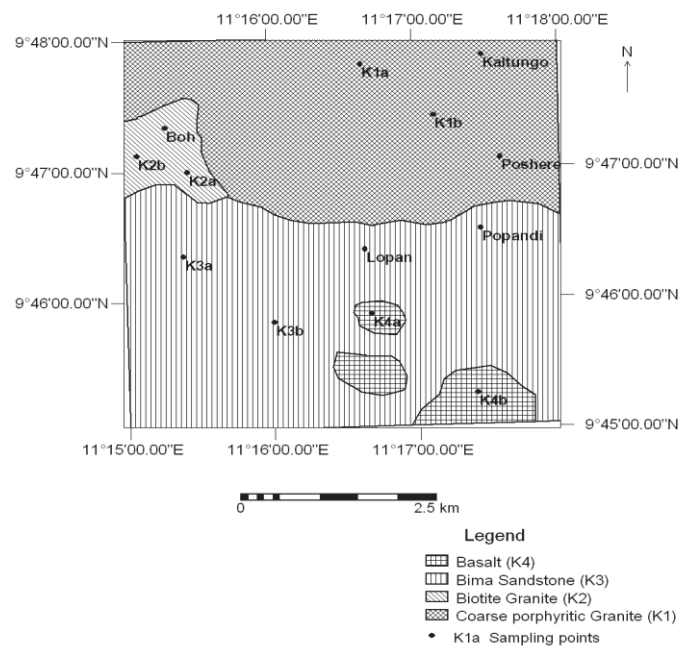 11°16'00.00"E 11°17'00.00"E 11°18'00.00"E
9°48'00.00"N
N
K1a
Kaltungo
K1b
Boh
K2b
K2a
Poshere
9°47'00.00"N
9°47'00.00"N
Popandi
Lopan
K3a
9°46'00.00"N
9°46'00.00"N
K3b
K4a
K4b
9°45'00.00"N
11°15'00.00"E 11°16'00.00"E 11°17'00.00"E
0 2.5 km
Legend
Basalt (K4)
Bima Sandstone (K3)
Biotite Granite (K2)
Coarse porphyritic Granite (K1)
K1a Sampling points